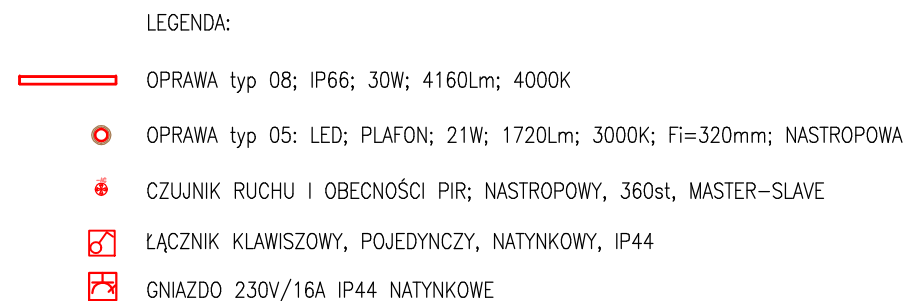 LEGENDA:
OPRAWA typ 08; IP66; 30W; 4160Lm; 4000K
OPRAWA typ 05: LED; PLAFON; 21W; 1720Lm; 3000K; Fi=320mm; NASTROPOWA
CZUJNIK RUCHU I OBECNOŚCI PIR; NASTROPOWY, 360st, MASTER-SLAVE
ŁĄCZNIK KLAWISZOWY, POJEDYNCZY, NATYNKOWY, IP44
GNIAZDO 230V/16A IP44 NATYNKOWE